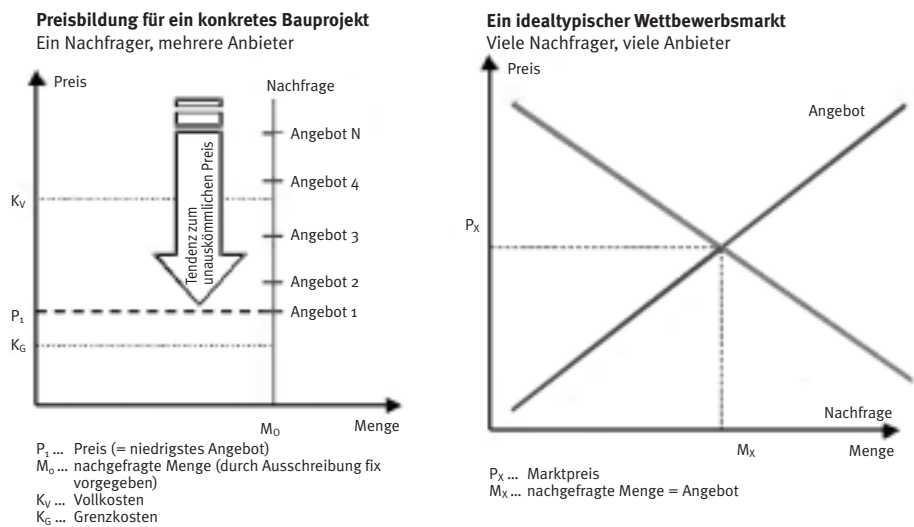 Preisbildung für ein konkretes Bauprojekt
Ein Nachfrager, mehrere Anbieter
Preis
Nachfrage
Angebot N
Angebot 4
Kᵥ
Angebot 3
Tendenz zum
unauskömmlichen Preis
Angebot 2
P₁
Angebot 1
K_G
M₀
Menge
P₁ ... Preis (= niedrigstes Angebot)
M₀ ... nachgefragte Menge (durch Ausschreibung fix
vorgegeben)
Kᵥ ... Vollkosten
K_G ... Grenzkosten
Ein idealtypischer Wettbewerbsmarkt
Viele Nachfrager, viele Anbieter
Preis
Angebot
Pₓ
Nachfrage
Mₓ
Menge
Pₓ ... Marktpreis
Mₓ ... nachgefragte Menge = Angebot